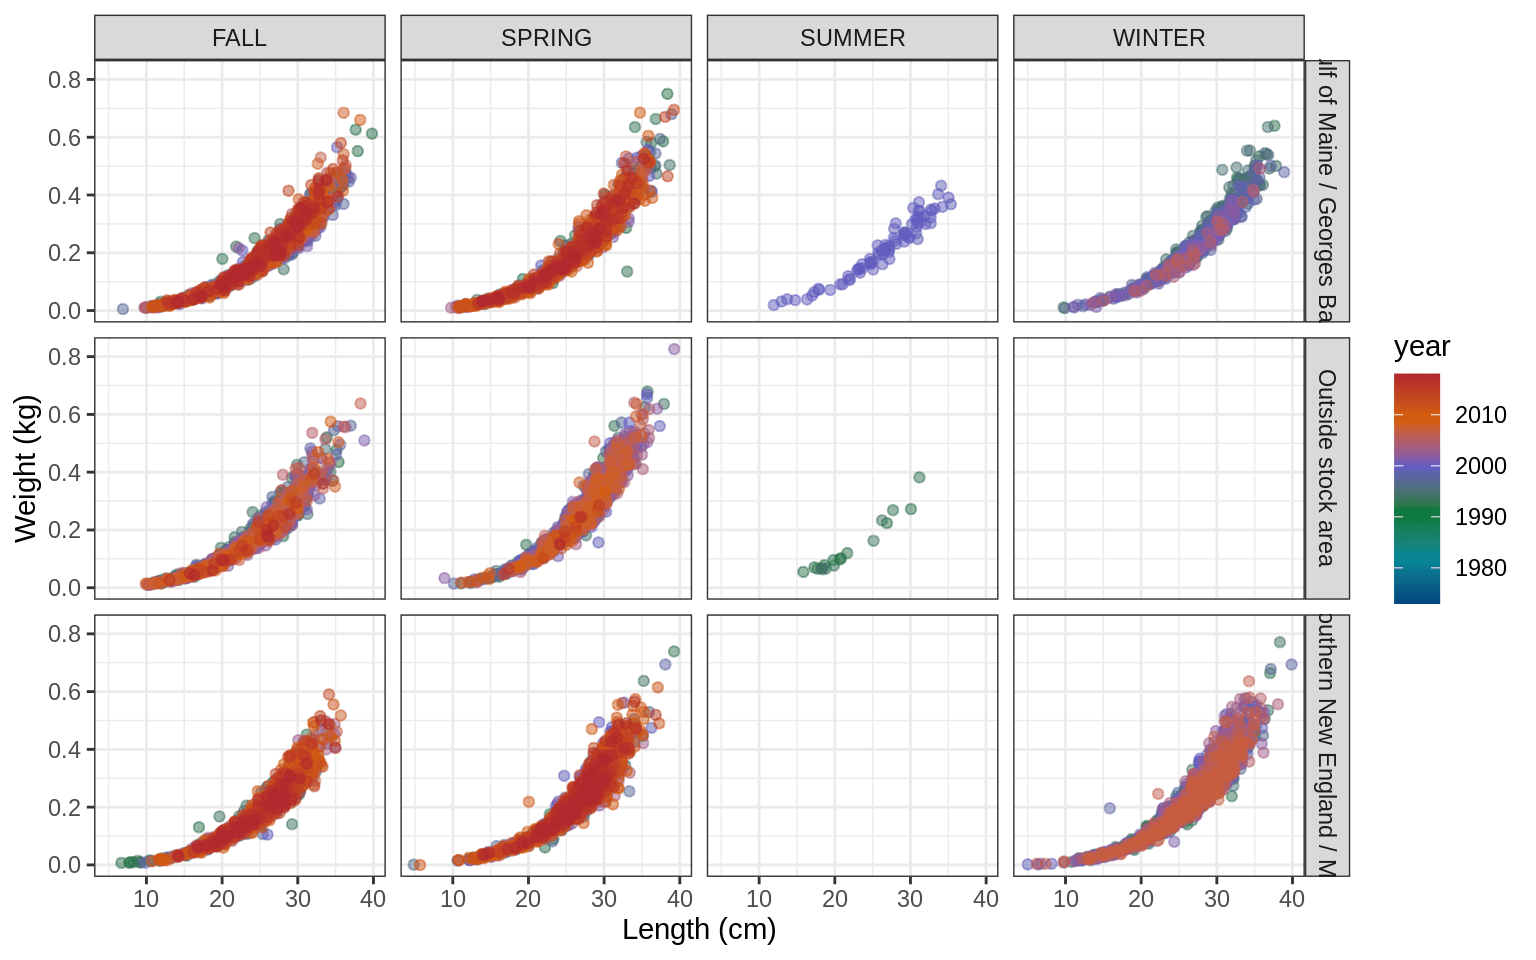 FALL SPRING SUMMER WINTER
0.8
0.6
0.4
0.2
0.0
ulf of Maine / Georges Ba
0.8
0.6
0.4
0.2
0.0
Outside stock area
0.8
0.6
0.4
0.2
0.0
outhern New England / M
10 20 30 40 10 20 30 40 10 20 30 40 10 20 30 40
Length (cm)
Weight (kg)
year
2010
2000
1990
1980